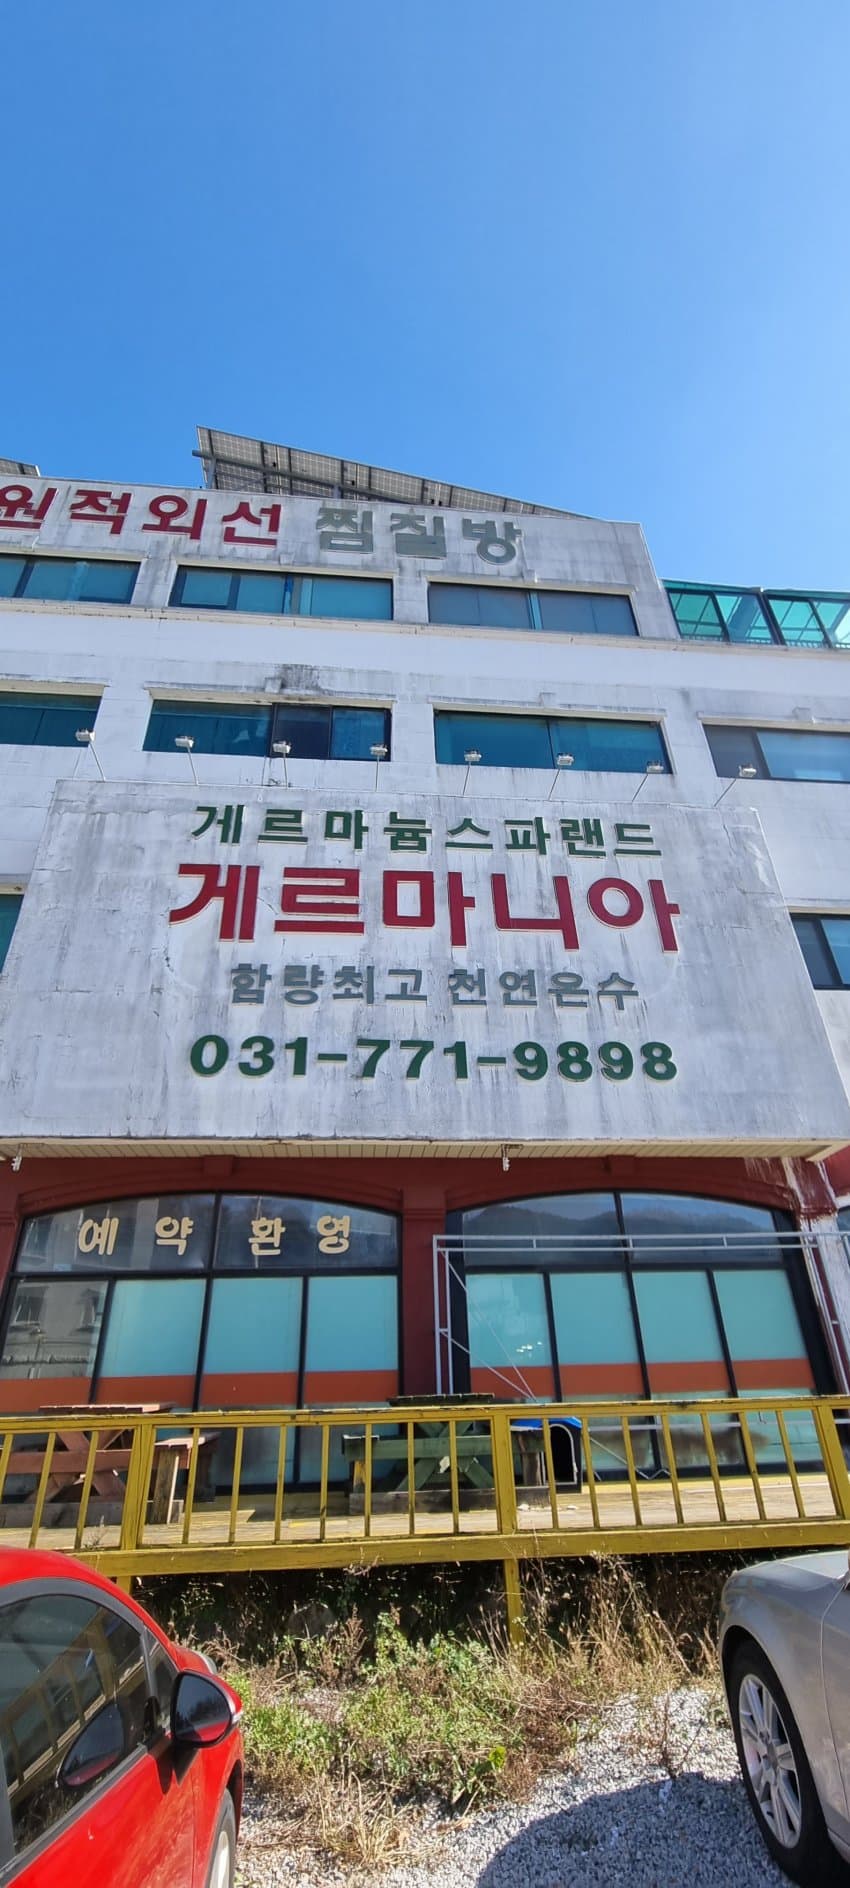 원적외선 찜질방
게르마늄스파랜드
게르마니아
함량최고 천연온수
031-771-9898
예약환영